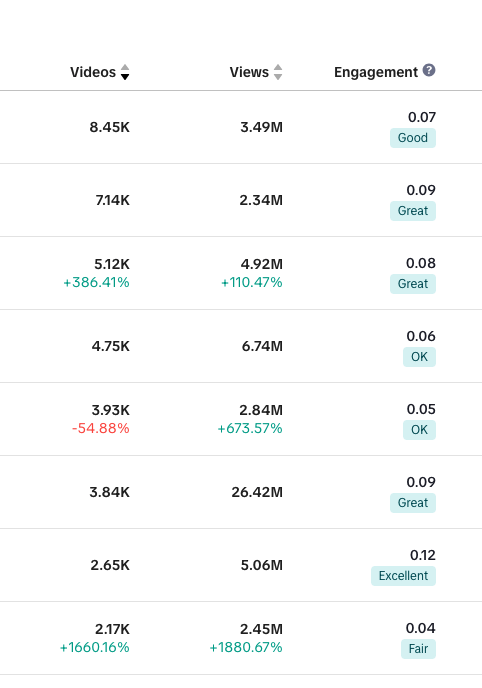 Videos Views Engagement ?
8.45K 3.49M 0.07
Good
7.14K 2.34M 0.09
Great
5.12K 4.92M 0.08
+386.41% +110.47% Great
4.75K 6.74M 0.06
OK
3.93K 2.84M 0.05
-54.88% +673.57% OK
3.84K 26.42M 0.09
Great
2.65K 5.06M 0.12
Excellent
2.17K 2.45M 0.04
+1660.16% +1880.67% Fair